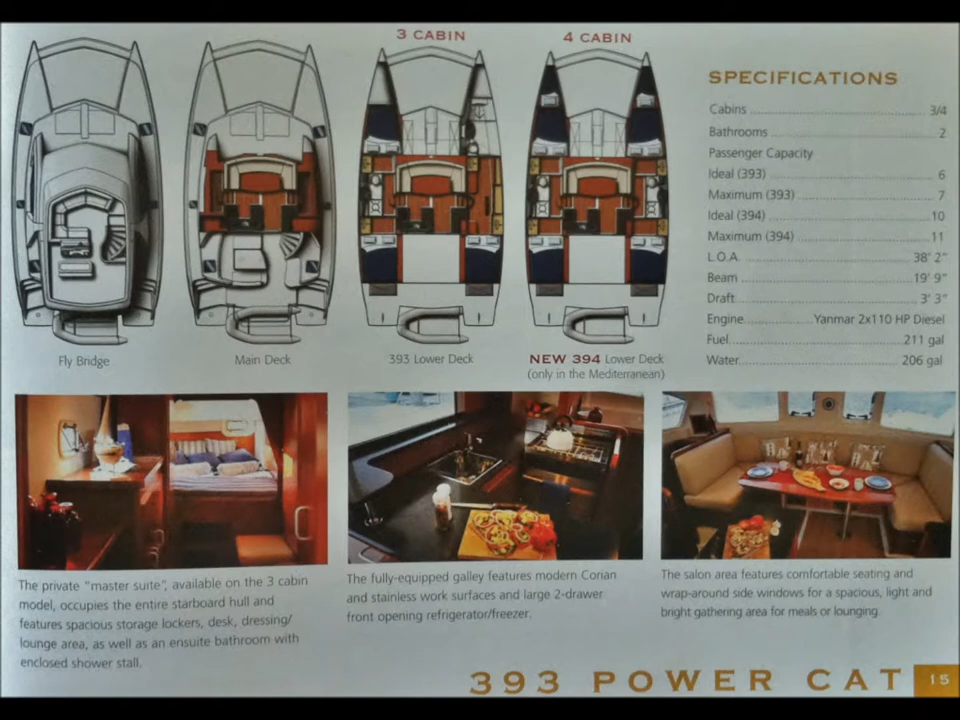 3 CABIN
4 CABIN
Fly Bridge
Main Deck
393 Lower Deck
NEW 394 Lower Deck
(only in the Mediterranean)
SPECIFICATIONS
Cabins 3/4
Bathrooms 2
Passenger Capacity
Ideal (393) 6
Maximum (393) 7
Ideal (394) 10
Maximum (394) 11
L.O.A. 38' 2"
Beam 19' 9"
Draft 3' 3"
Engine Yanmar 2x110 HP Diesel
Fuel 211 gal
Water 206 gal
The private "master suite", available on the 3 cabin
model, occupies the entire starboard hull and
features spacious storage lockers, desk, dressing/
lounge area, as well as an ensuite bathroom with
enclosed shower stall.
The fully-equipped galley features modern Corian
and stainless work surfaces and large 2-drawer
front opening refrigerator/freezer.
The salon area features comfortable seating and
wrap-around side windows for a spacious, light and
bright gathering area for meals or lounging.
393 POWER CAT 15